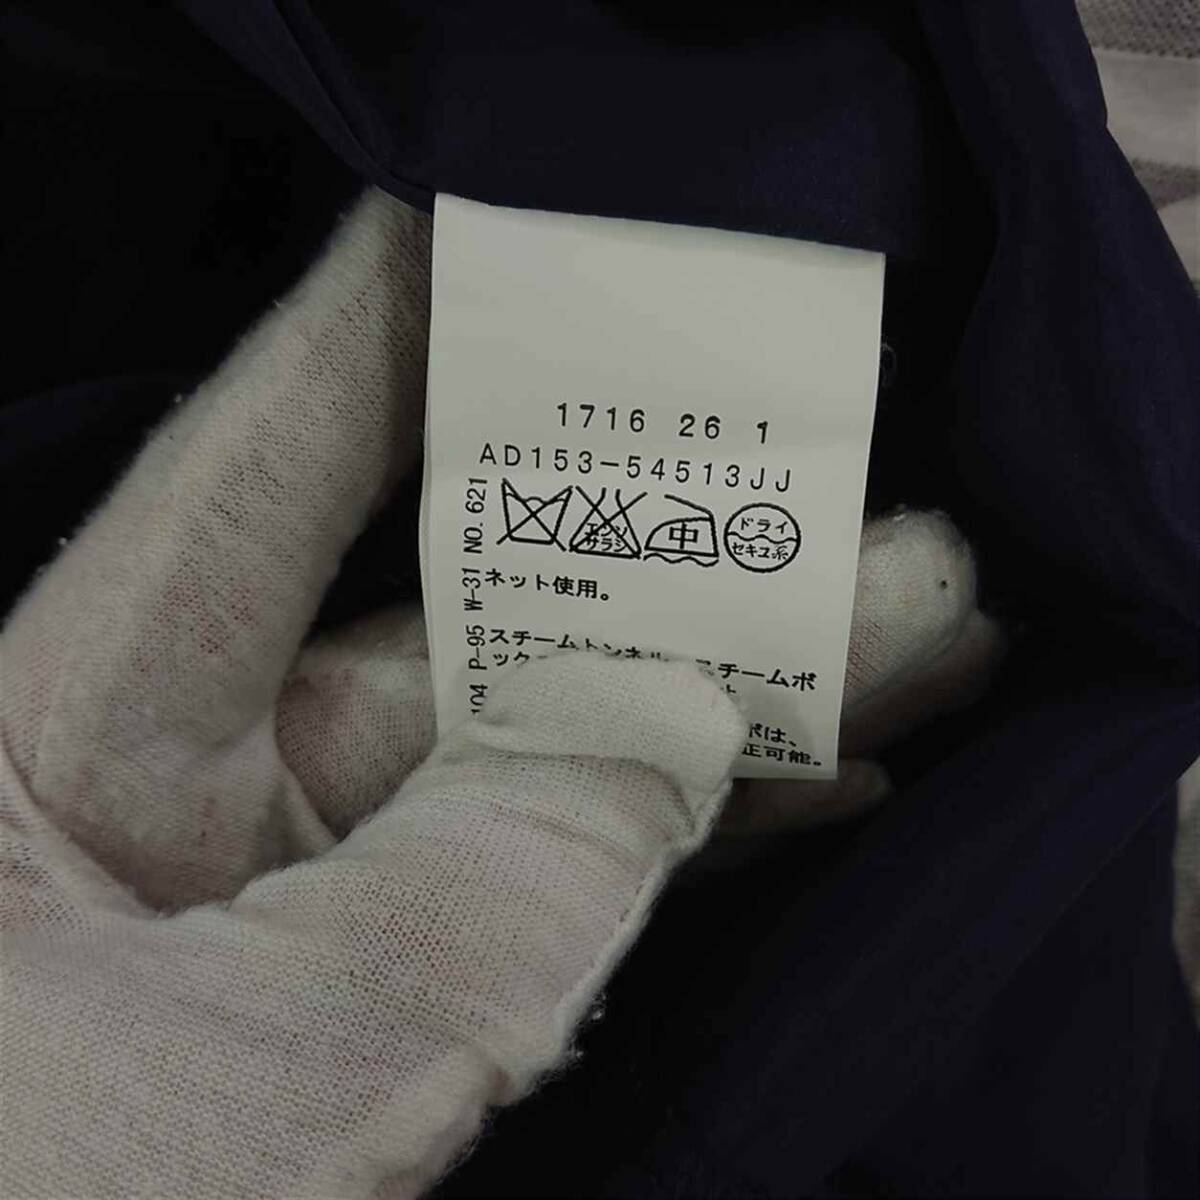 1716 26 1
AD153-54513JJ
エンソ
サラシ
中
ドライ
セキユ系
ネット使用。
スチームトンネル
スチームボ
ック
ボは、
正可能。
104 P-95 W-31 NO. 621